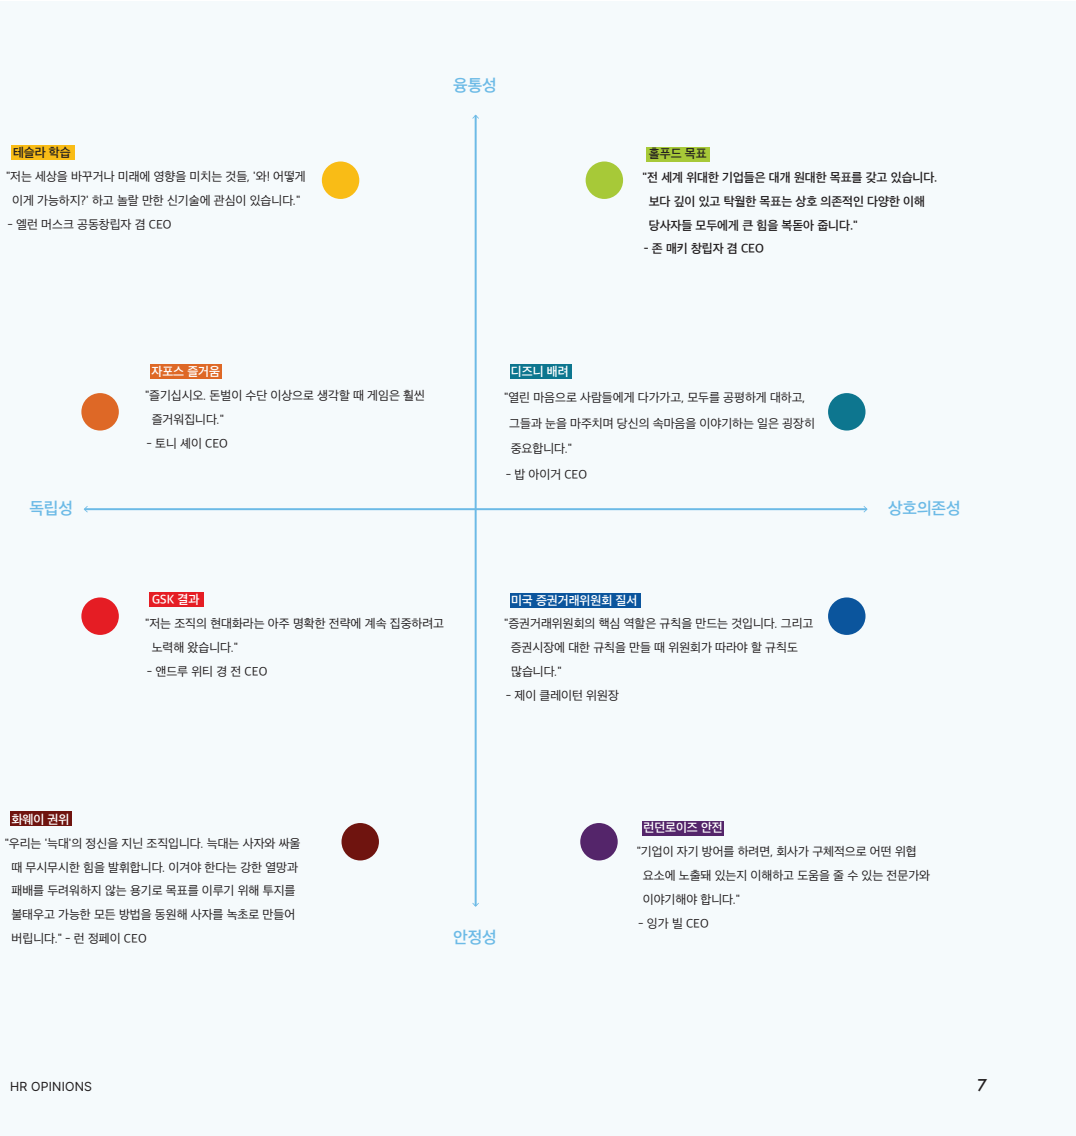 융통성
테슬라 학습
"저는 세상을 바꾸거나 미래에 영향을 미치는 것들, '와! 어떻게
이게 가능하지?' 하고 놀랄 만한 신기술에 관심이 있습니다."
- 엘런 머스크 공동창립자 겸 CEO
홀푸드 목표
"전 세계 위대한 기업들은 대개 원대한 목표를 갖고 있습니다.
보다 깊이 있고 탁월한 목표는 상호 의존적인 다양한 이해
당사자들 모두에게 큰 힘을 복돋아 줍니다."
- 존 매키 창립자 겸 CEO
자포스 즐거움
"즐기십시오. 돈벌이 수단 이상으로 생각할 때 게임은 훨씬
즐거워집니다."
- 토니 셰이 CEO
디즈니 배려
"열린 마음으로 사람들에게 다가가고, 모두를 공평하게 대하고,
그들과 눈을 마주치며 당신의 속마음을 이야기하는 일은 굉장히
중요합니다."
- 밥 아이거 CEO
독립성
상호의존성
GSK 결과
"저는 조직의 현대화라는 아주 명확한 전략에 계속 집중하려고
노력해 왔습니다."
- 앤드루 위티 경 전 CEO
미국 증권거래위원회 질서
"증권거래위원회의 핵심 역할은 규칙을 만드는 것입니다. 그리고
증권시장에 대한 규칙을 만들 때 위원회가 따라야 할 규칙도
많습니다."
- 제이 클레이턴 위원장
화웨이 권위
"우리는 '늑대'의 정신을 지닌 조직입니다. 늑대는 사자와 싸울
때 무시무시한 힘을 발휘합니다. 이겨야 한다는 강한 열망과
패배를 두려워하지 않는 용기로 목표를 이루기 위해 투지를
불태우고 가능한 모든 방법을 동원해 사자를 녹초로 만들어
버립니다." - 런 정페이 CEO
런던로이즈 안전
"기업이 자기 방어를 하려면, 회사가 구체적으로 어떤 위협
요소에 노출돼 있는지 이해하고 도움을 줄 수 있는 전문가와
이야기해야 합니다."
- 잉가 빌 CEO
안정성
HR OPINIONS
7